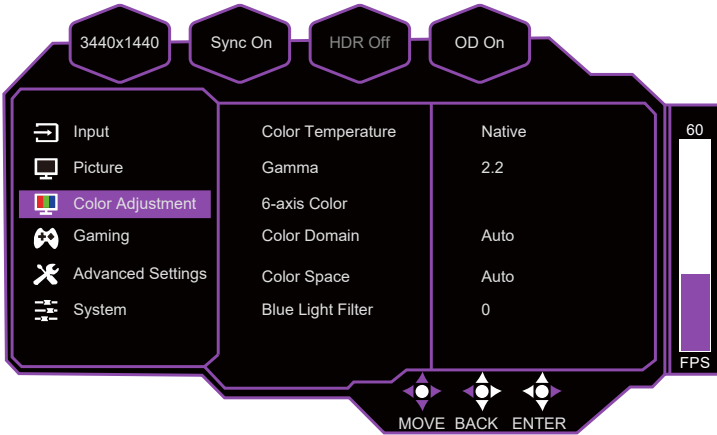 3440x1440 Sync On HDR Off OD On
Input
Picture
Color Adjustment
Gaming
Advanced Settings
System
Color Temperature Native
Gamma 2.2
6-axis Color
Color Domain Auto
Color Space Auto
Blue Light Filter 0
60
FPS
MOVE BACK ENTER